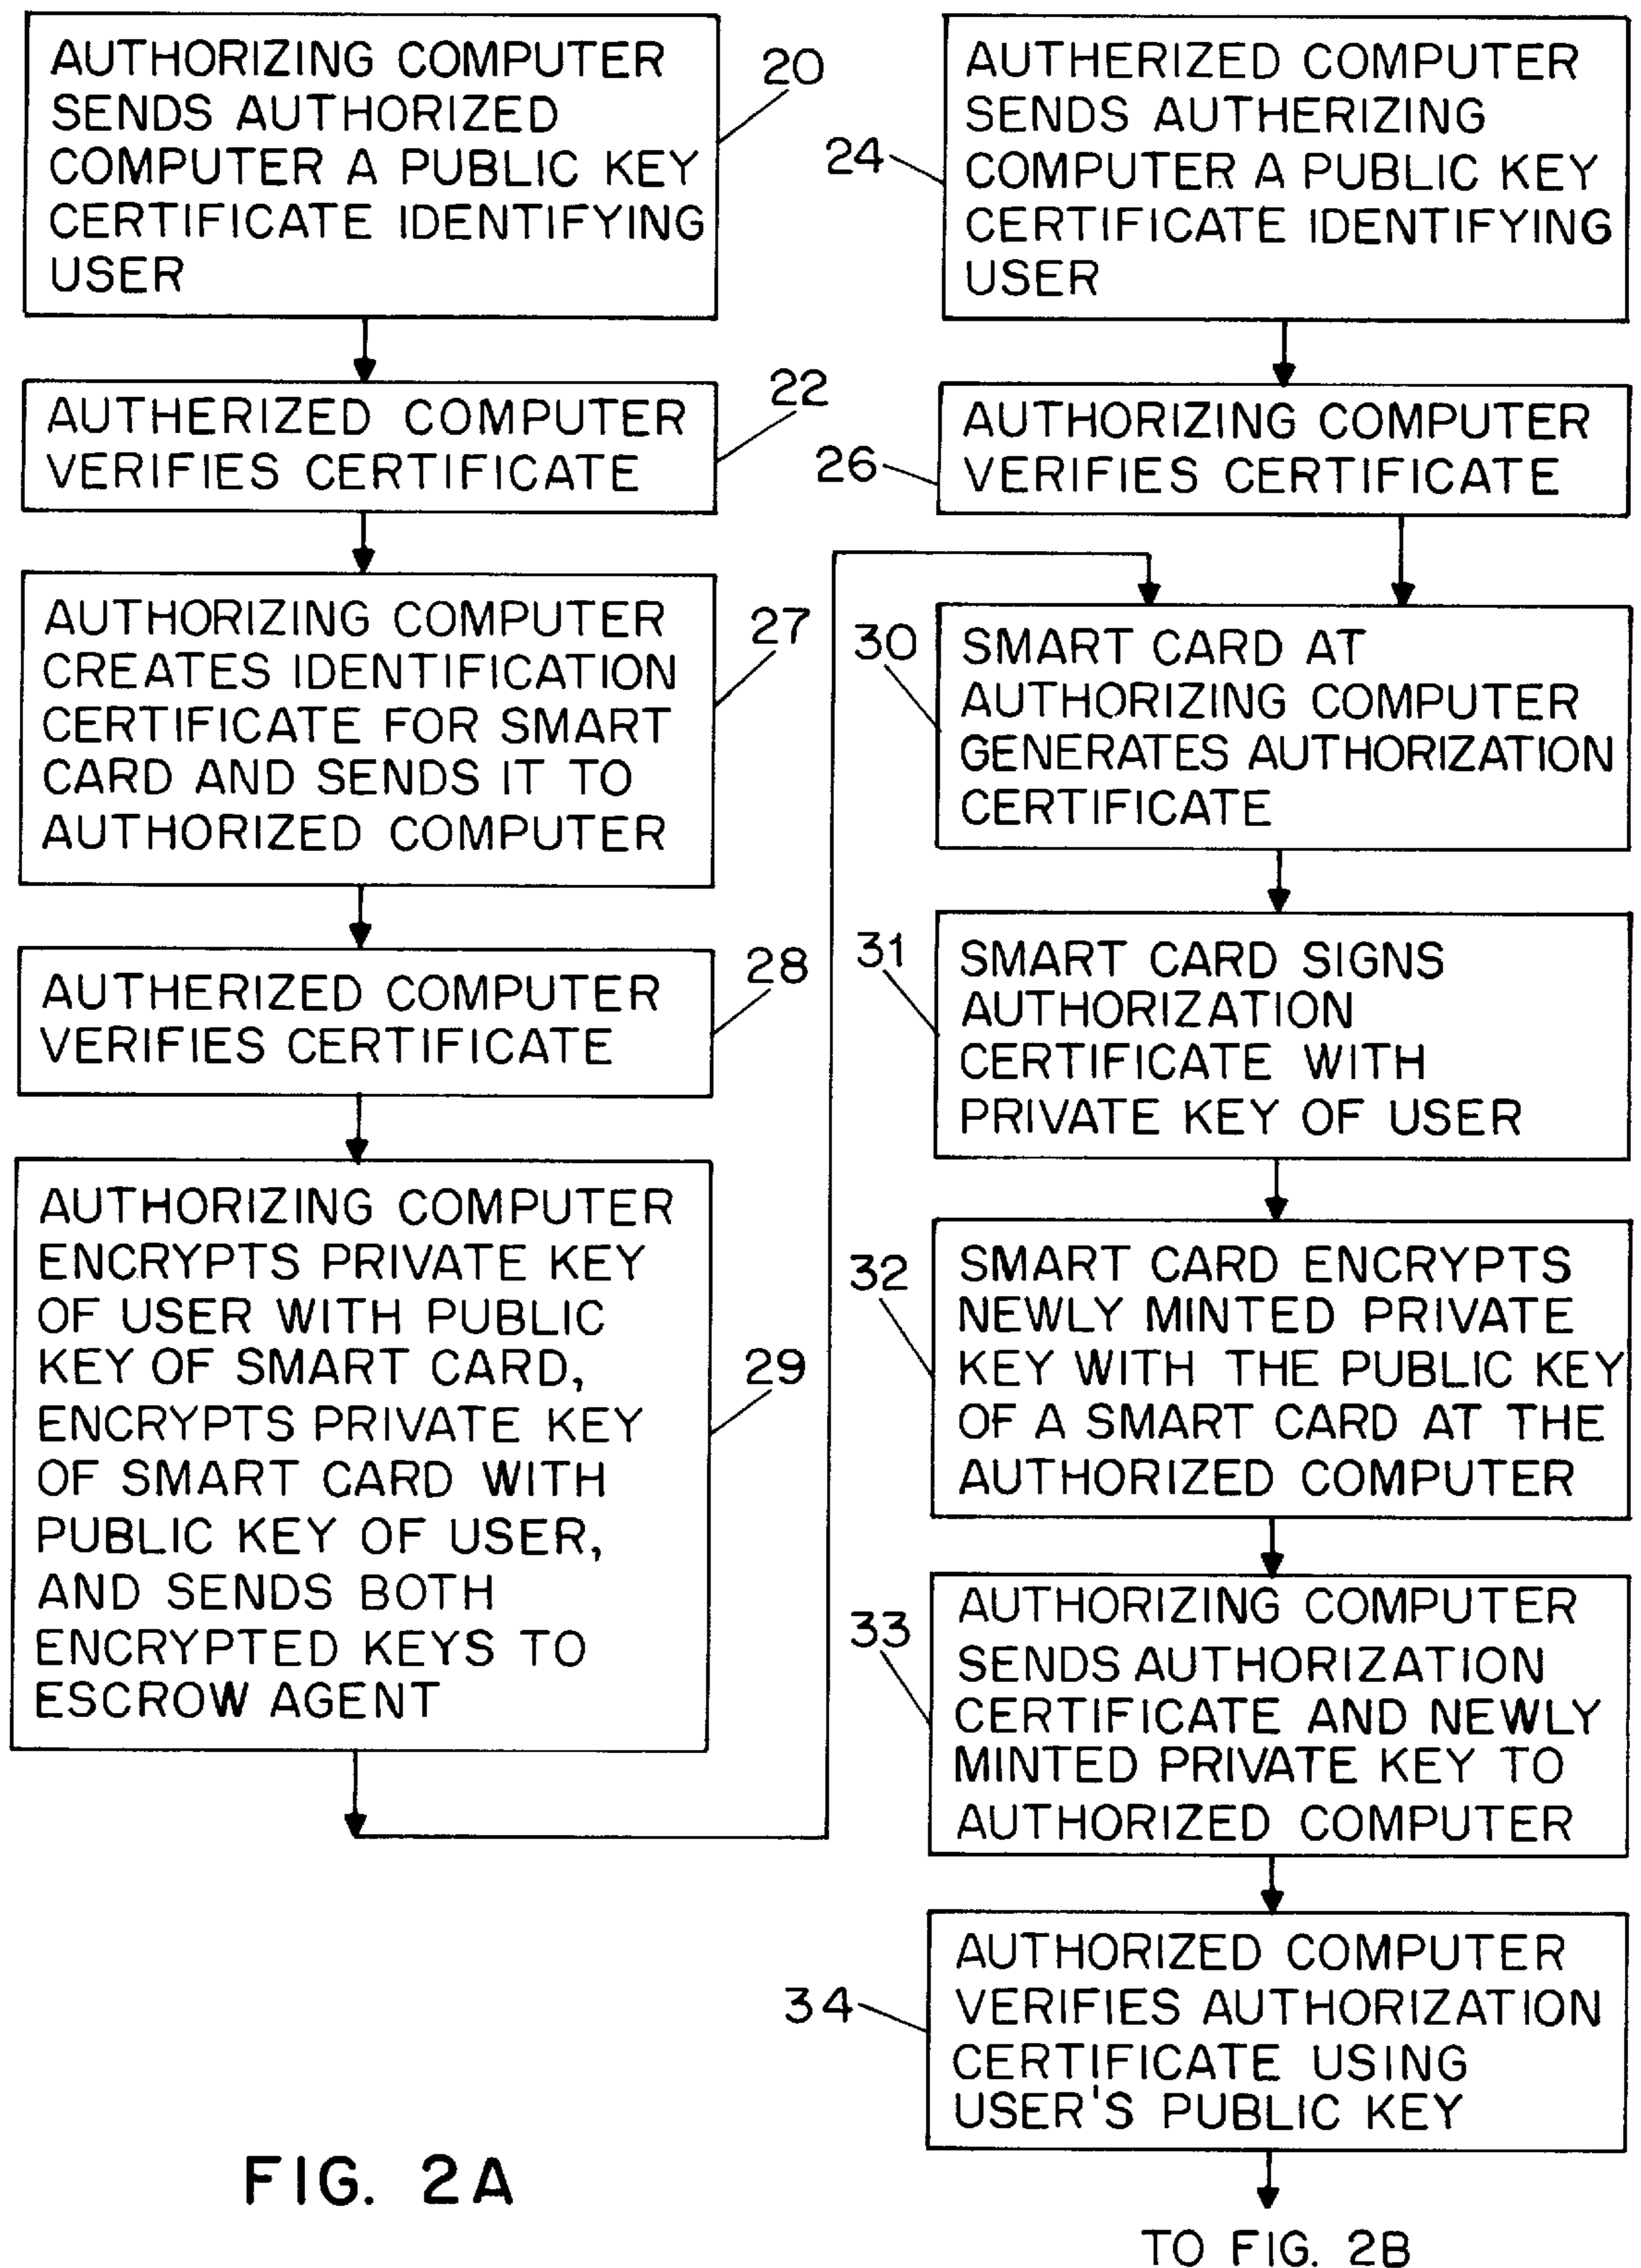 AUTHORIZING COMPUTER
SENDS AUTHORIZED
COMPUTER A PUBLIC KEY
CERTIFICATE IDENTIFYING
USER
20
AUTHERIZED COMPUTER
VERIFIES CERTIFICATE
22
AUTHORIZING COMPUTER
CREATES IDENTIFICATION
CERTIFICATE FOR SMART
CARD AND SENDS IT TO
AUTHORIZED COMPUTER
27
AUTHERIZED COMPUTER
VERIFIES CERTIFICATE
28
AUTHORIZING COMPUTER
ENCRYPTS PRIVATE KEY
OF USER WITH PUBLIC
KEY OF SMART CARD,
ENCRYPTS PRIVATE KEY
OF SMART CARD WITH
PUBLIC KEY OF USER,
AND SENDS BOTH
ENCRYPTED KEYS TO
ESCROW AGENT
29
AUTHERIZED COMPUTER
SENDS AUTHERIZING
COMPUTER A PUBLIC KEY
CERTIFICATE IDENTIFYING
USER
24
AUTHORIZING COMPUTER
VERIFIES CERTIFICATE
26
SMART CARD AT
AUTHORIZING COMPUTER
GENERATES AUTHORIZATION
CERTIFICATE
30
SMART CARD SIGNS
AUTHORIZATION
CERTIFICATE WITH
PRIVATE KEY OF USER
31
SMART CARD ENCRYPTS
NEWLY MINTED PRIVATE
KEY WITH THE PUBLIC KEY
OF A SMART CARD AT THE
AUTHORIZED COMPUTER
32
AUTHORIZING COMPUTER
SENDS AUTHORIZATION
CERTIFICATE AND NEWLY
MINTED PRIVATE KEY TO
AUTHORIZED COMPUTER
33
AUTHORIZED COMPUTER
VERIFIES AUTHORIZATION
CERTIFICATE USING
USER'S PUBLIC KEY
34
TO FIG. 2B
FIG. 2A